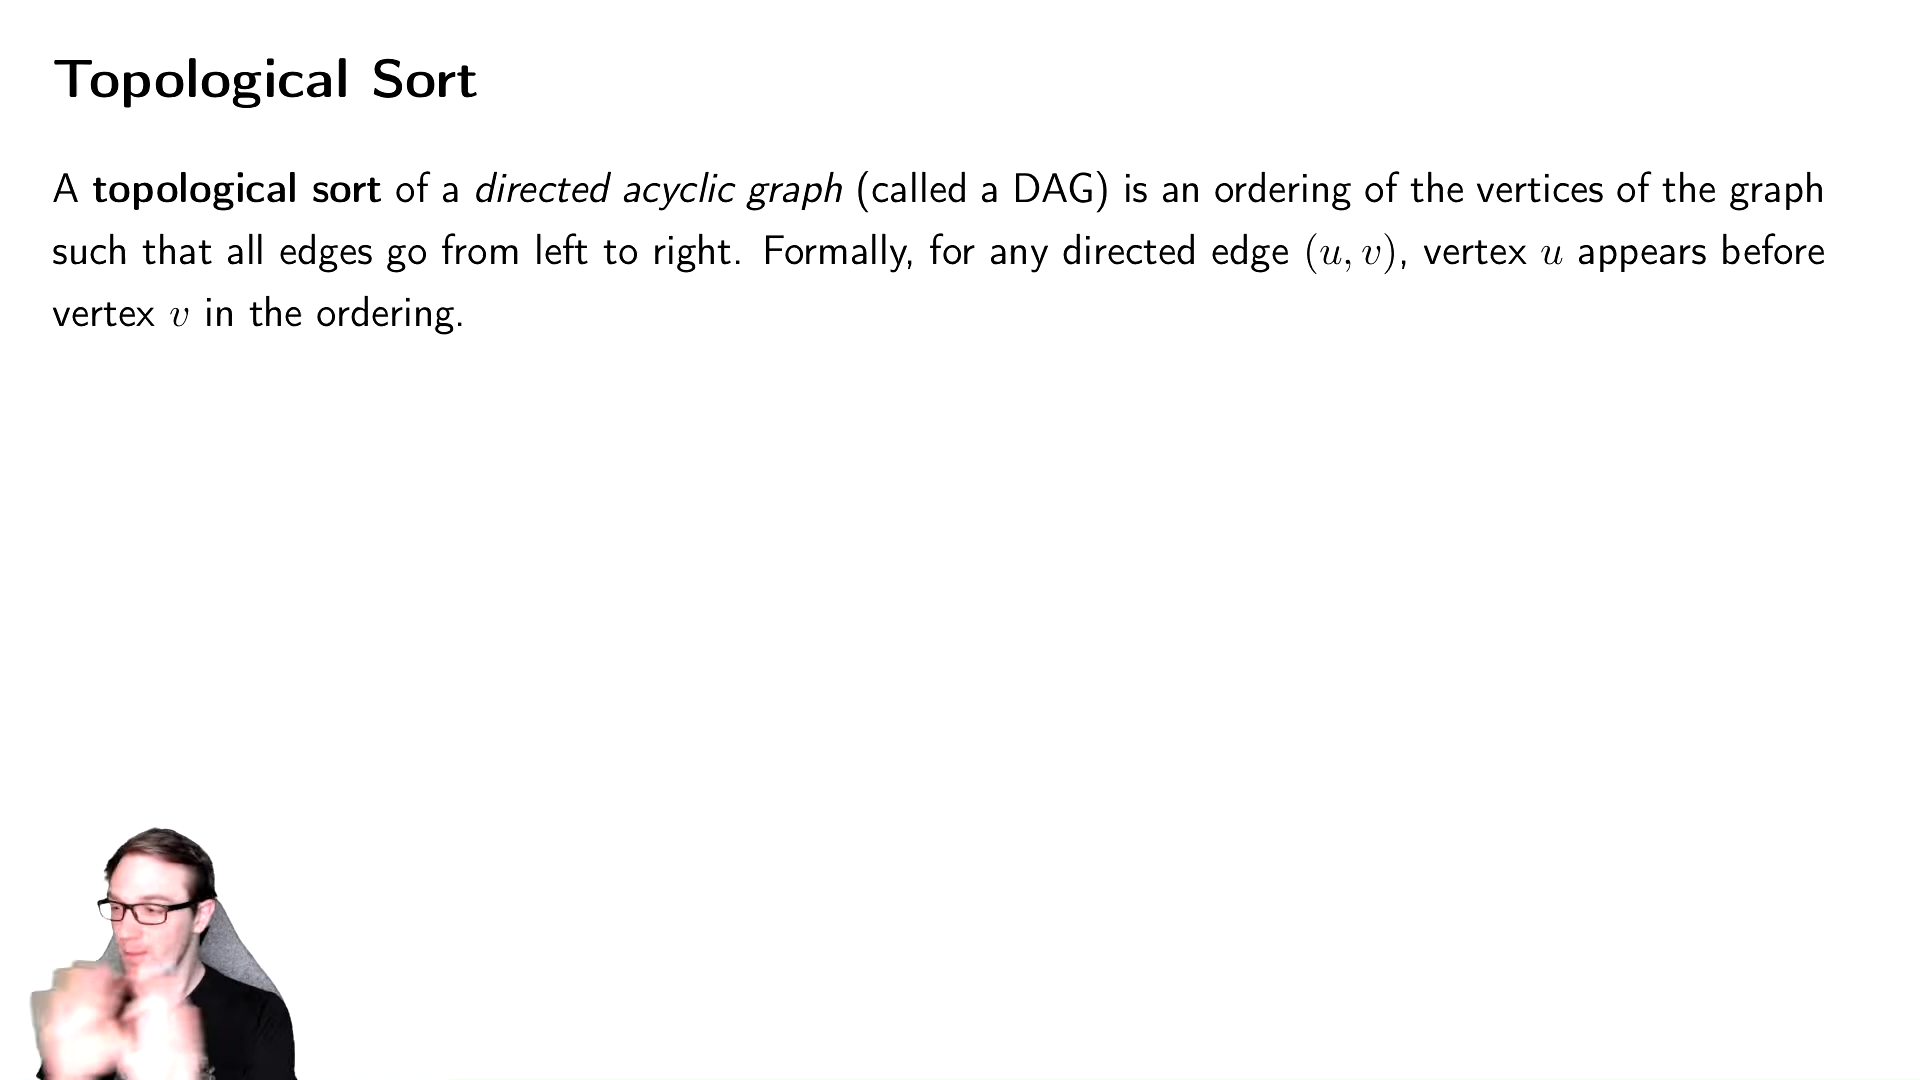 Topological Sort
A topological sort of a directed acyclic graph (called a DAG) is an ordering of the vertices of the graph
such that all edges go from left to right. Formally, for any directed edge (u, v), vertex u appears before
vertex v in the ordering.